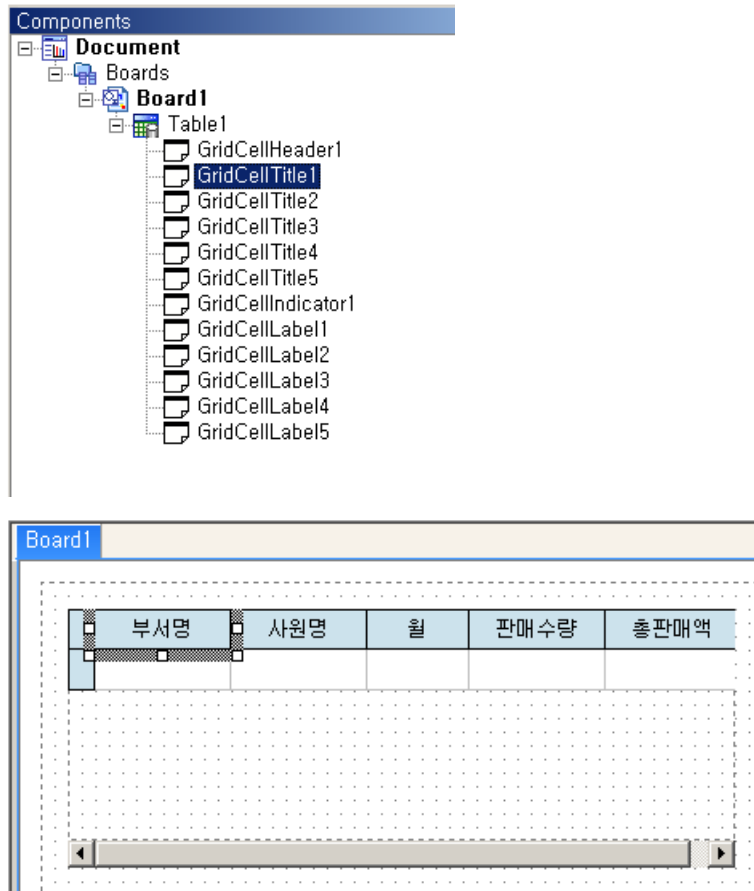 Components
Document
Boards
Board1
Table1
GridCellHeader1
GridCellTitle1
GridCellTitle2
GridCellTitle3
GridCellTitle4
GridCellTitle5
GridCellIndicator1
GridCellLabel1
GridCellLabel2
GridCellLabel3
GridCellLabel4
GridCellLabel5
Board1
부서명 사원명 월 판매수량 총판매액